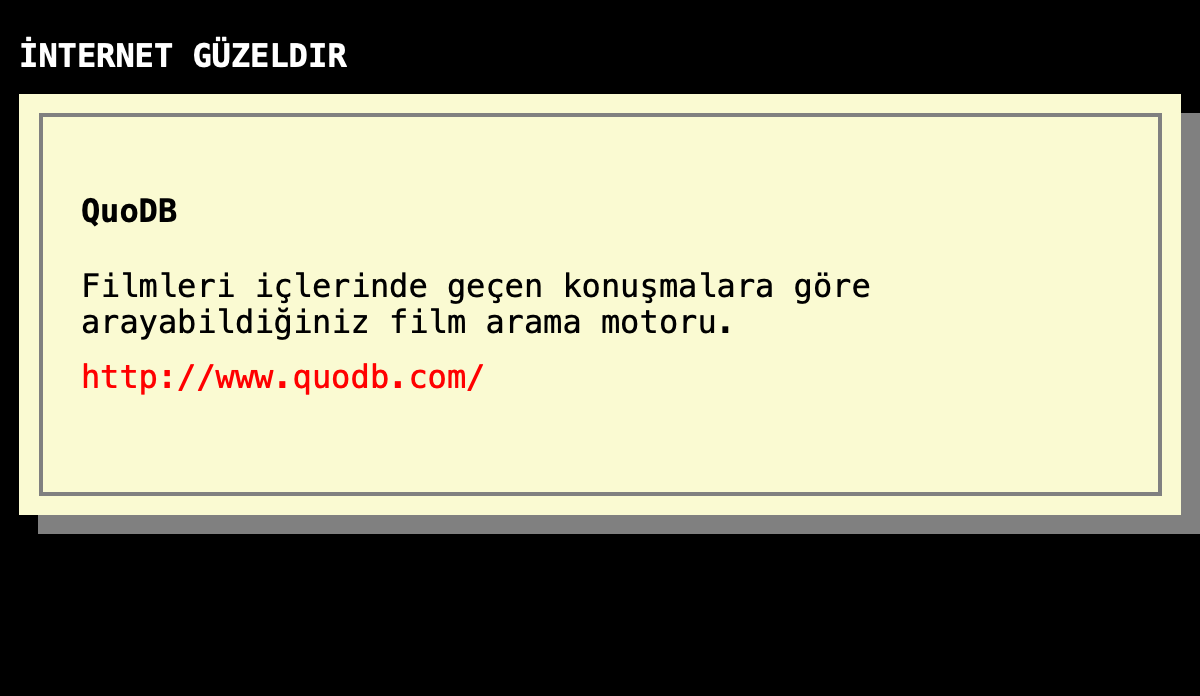 İNTERNET GÜZELDIR
QuoDB
Filmleri içlerinde geçen konuşmalara göre
arayabildiğiniz film arama motoru.
http://www.quodb.com/